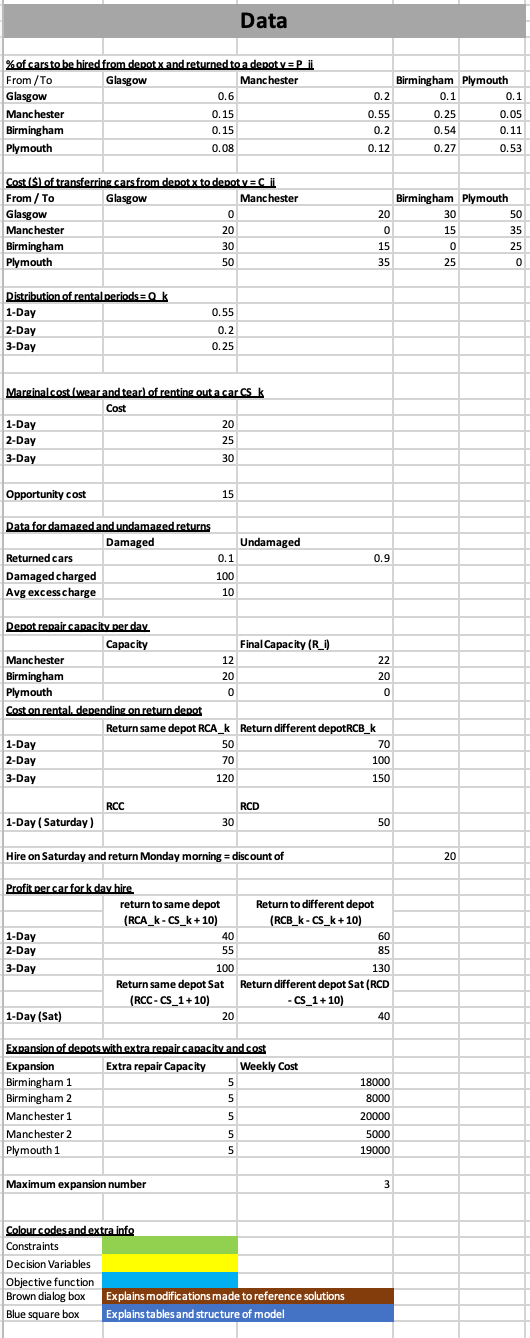 Data
% of cars to be hired from depot x and returned to a depot y = P_ij
From / To Glasgow Manchester Birmingham Plymouth
Glasgow 0.6 0.2 0.1 0.1
Manchester 0.15 0.55 0.25 0.05
Birmingham 0.15 0.2 0.54 0.11
Plymouth 0.08 0.12 0.27 0.53
Cost ($) of transferring cars from depot x to depot y = C_ij
From / To Glasgow Manchester Birmingham Plymouth
Glasgow 0 20 30 50
Manchester 20 0 15 35
Birmingham 30 15 0 25
Plymouth 50 35 25 0
Distribution of rental periods = Q_k
1-Day 0.55
2-Day 0.2
3-Day 0.25
Marginal cost (wear and tear) of renting out a car CS_k
Cost
1-Day 20
2-Day 25
3-Day 30
Opportunity cost 15
Data for damaged and undamaged returns
Damaged Undamaged
Returned cars 0.1 0.9
Damaged charged 100
Avg excess charge 10
Depot repair capacity per day
Capacity Final Capacity (R_i)
Manchester 12 22
Birmingham 20 20
Plymouth 0 0
Cost on rental, depending on return depot
Return same depot RCA_k Return different depotRCB_k
1-Day 50 70
2-Day 70 100
3-Day 120 150
RCC RCD
1-Day ( Saturday ) 30 50
Hire on Saturday and return Monday morning = discount of 20
Profit per car for k day hire
return to same depot Return to different depot
(RCA_k - CS_k + 10) (RCB_k - CS_k + 10)
1-Day 40 60
2-Day 55 85
3-Day 100 130
Return same depot Sat Return different depot Sat (RCD
(RCC - CS_1 + 10) - CS_1 + 10)
1-Day (Sat) 20 40
Expansion of depots with extra repair capacity and cost
Expansion Extra repair Capacity Weekly Cost
Birmingham 1 5 18000
Birmingham 2 5 8000
Manchester 1 5 20000
Manchester 2 5 5000
Plymouth 1 5 19000
Maximum expansion number 3
Colour codes and extra info
Constraints
Decision Variables
Objective function
Brown dialog box Explains modifications made to reference solutions
Blue square box Explains tables and structure of model